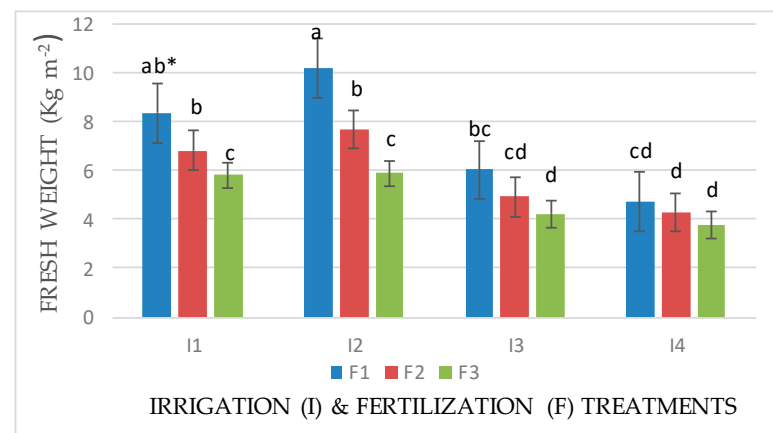 FRESH WEIGHT (Kg m-2)
12
10
8
6
4
2
0
ab*
b
c
a
b
c
bc
cd
d
cd
d
d
I1
I2
I3
I4
F1 F2 F3
IRRIGATION (I) & FERTILIZATION (F) TREATMENTS